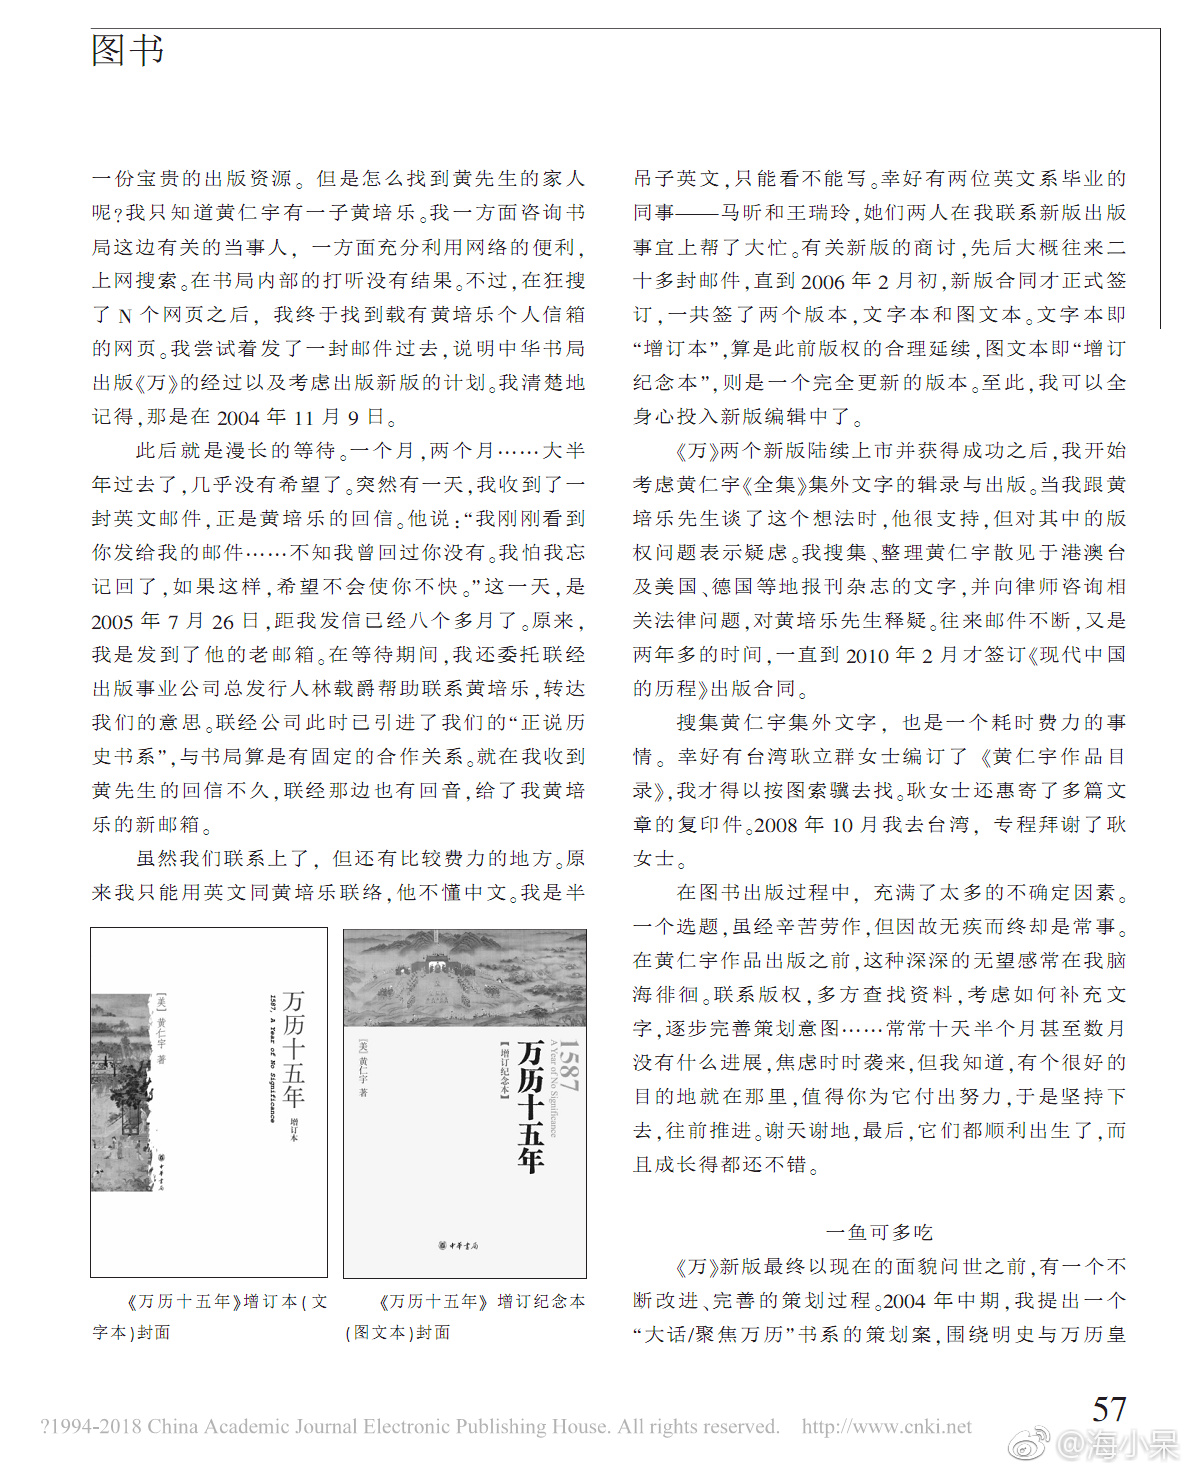 图书
一份宝贵的出版资源。但是怎么找到黄先生的家人
呢?我只知道黄仁宇有一子黄培乐。我一方面咨询书
局这边有关的当事人，一方面充分利用网络的便利，
上网搜索。在书局内部的打听没有结果。不过，在狂搜
了 N 个网页之后，我终于找到载有黄培乐个人信箱
的网页。我尝试着发了一封邮件过去，说明中华书局
出版《万》的经过以及考虑出版新版的计划。我清楚地
记得，那是在 2004 年 11 月 9 日。
此后就是漫长的等待。一个月，两个月……大半
年过去了，几乎没有希望了。突然有一天，我收到了一
封英文邮件，正是黄培乐的回信。他说：“我刚刚看到
你发给我的邮件……不知我曾回过你没有。我怕我忘
记回了，如果这样，希望不会使你不快。”这一天，是
2005 年 7 月 26 日，距我发信已经八个多月了。原来，
我是发到了他的老邮箱。在等待期间，我还委托联经
出版事业公司总发行人林载爵帮助联系黄培乐，转达
我们的意思。联经公司此时已引进了我们的“正说历
史书系”，与书局算是有固定的合作关系。就在我收到
黄先生的回信不久，联经那边也有回音，给了我黄培
乐的新邮箱。
虽然我们联系上了，但还有比较费力的地方。原
来我只能用英文同黄培乐联络，他不懂中文。我是半
万历十五年 增订本
1587, A Year of No Significance
[美] 黄仁宇 著
中华书局
1587
A Year of No Significance
万历十五年
【增订纪念本】
[美] 黄仁宇 著
中華書局
《万历十五年》增订本(文
字本)封面
《万历十五年》增订纪念本
(图文本)封面
吊子英文，只能看不能写。幸好有两位英文系毕业的
同事——马昕和王瑞玲，她们两人在我联系新版出版
事宜上帮了大忙。有关新版的商讨，先后大概往来二
十多封邮件，直到 2006 年 2 月初，新版合同才正式签
订，一共签了两个版本，文字本和图文本。文字本即
“增订本”，算是此前版权的合理延续，图文本即“增订
纪念本”，则是一个完全更新的版本。至此，我可以全
身心投入新版编辑中了。
《万》两个新版陆续上市并获得成功之后，我开始
考虑黄仁宇《全集》集外文字的辑录与出版。当我跟黄
培乐先生谈了这个想法时，他很支持，但对其中的版
权问题表示疑虑。我搜集、整理黄仁宇散见于港澳台
及美国、德国等地报刊杂志的文字，并向律师咨询相
关法律问题，对黄培乐先生释疑。往来邮件不断，又是
两年多的时间，一直到 2010 年 2 月才签订《现代中国
的历程》出版合同。
搜集黄仁宇集外文字，也是一个耗时费力的事
情。幸好有台湾耿立群女士编订了《黄仁宇作品目
录》，我才得以按图索骥去找。耿女士还惠寄了多篇文
章的复印件。2008 年 10 月我去台湾，专程拜谢了耿
女士。
在图书出版过程中，充满了太多的不确定因素。
一个选题，虽经辛苦劳作，但因故无疾而终却是常事。
在黄仁宇作品出版之前，这种深深的无望感常在我脑
海徘徊。联系版权，多方查找资料，考虑如何补充文
字，逐步完善策划意图……常常十天半个月甚至数月
没有什么进展，焦虑时时袭来，但我知道，有个很好的
目的地就在那里，值得你为它付出努力，于是坚持下
去，往前推进。谢天谢地，最后，它们都顺利出生了，而
且成长得都还不错。
一鱼可多吃
《万》新版最终以现在的面貌问世之前，有一个不
断改进、完善的策划过程。2004 年中期，我提出一个
“大话/聚焦万历”书系的策划案，围绕明史与万历皇
57
?1994-2018 China Academic Journal Electronic Publishing House. All rights reserved. http://www.cnki.net
@海小呆